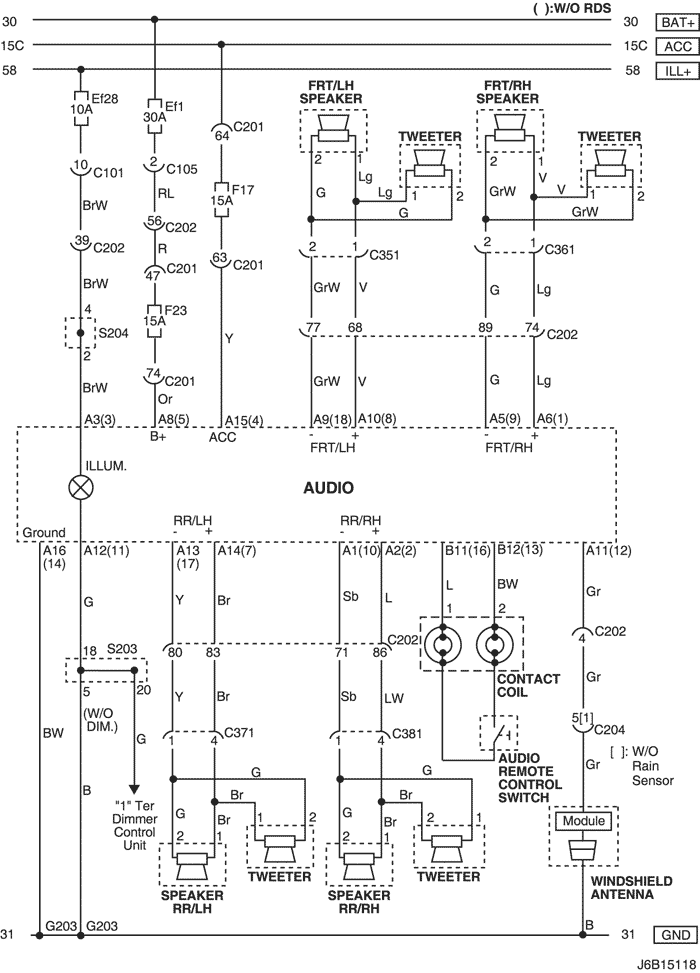 ( ):W/O RDS
30 30 BAT+
15C 15C ACC
58 58 ILL+
FRT/LH SPEAKER
FRT/RH SPEAKER
Ef28 10A
Ef1 30A
64 C201
TWEETER
TWEETER
2 1
2 1
10 C101
2 C105
F17 15A
G Lg
Lg 1 2
G
GrW V
V 1 2
GrW
BrW
RL
56 C202
39 C202
R
63 C201
2 1 C351
2 1 C361
47 C201
BrW
GrW V
G Lg
4
S204
2
F23 15A
Y
77 68
89 74 C202
74 C201
BrW
Or
GrW V
G Lg
A3(3) A8(5) A15(4) A9(18) A10(8) A5(9) A6(1)
B+ ACC - + - +
FRT/LH FRT/RH
ILLUM.
AUDIO
RR/LH RR/RH
- + - +
Ground
A16 (14) A12(11) A13 (17) A14(7) A1(10) A2(2) B11(16) B12(13) A11(12)
G Y Br Sb L L BW Gr
1 2
4 C202
18 S203
80 83 71 86 C202
5 20
CONTACT COIL
Gr
(W/O DIM.)
Y Br Sb LW
BW
G
1 4 C371
1 4 C381
5[1] C204
[ ]: W/O Rain Sensor
AUDIO REMOTE CONTROL SWITCH
Gr
B
"1" Ter Dimmer Control Unit
G G
Br Br
G Br G Br
1 2 2 1
2 1 2 1
Module
TWEETER TWEETER
SPEAKER RR/LH
SPEAKER RR/RH
WINDSHIELD ANTENNA
31 G203 G203 B 31 GND
J6B15118